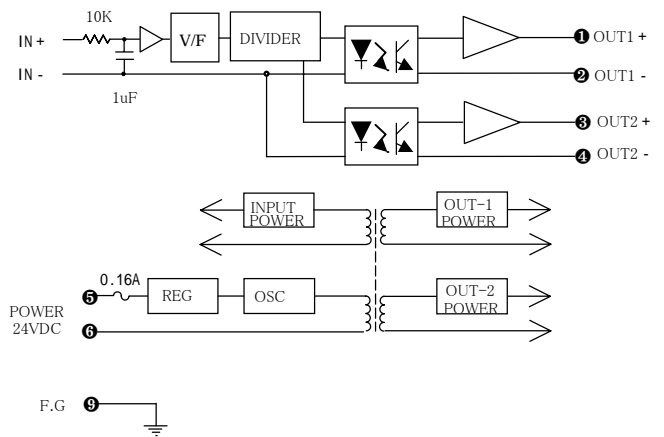 10K
IN+
V/F
DIVIDER
❶ OUT1 +
IN -
❷ OUT1 -
1uF
❸ OUT2 +
❹ OUT2 -
INPUT
POWER
OUT-1
POWER
0.16A
❺
REG
OSC
OUT-2
POWER
POWER
24VDC
❻
F.G ❾